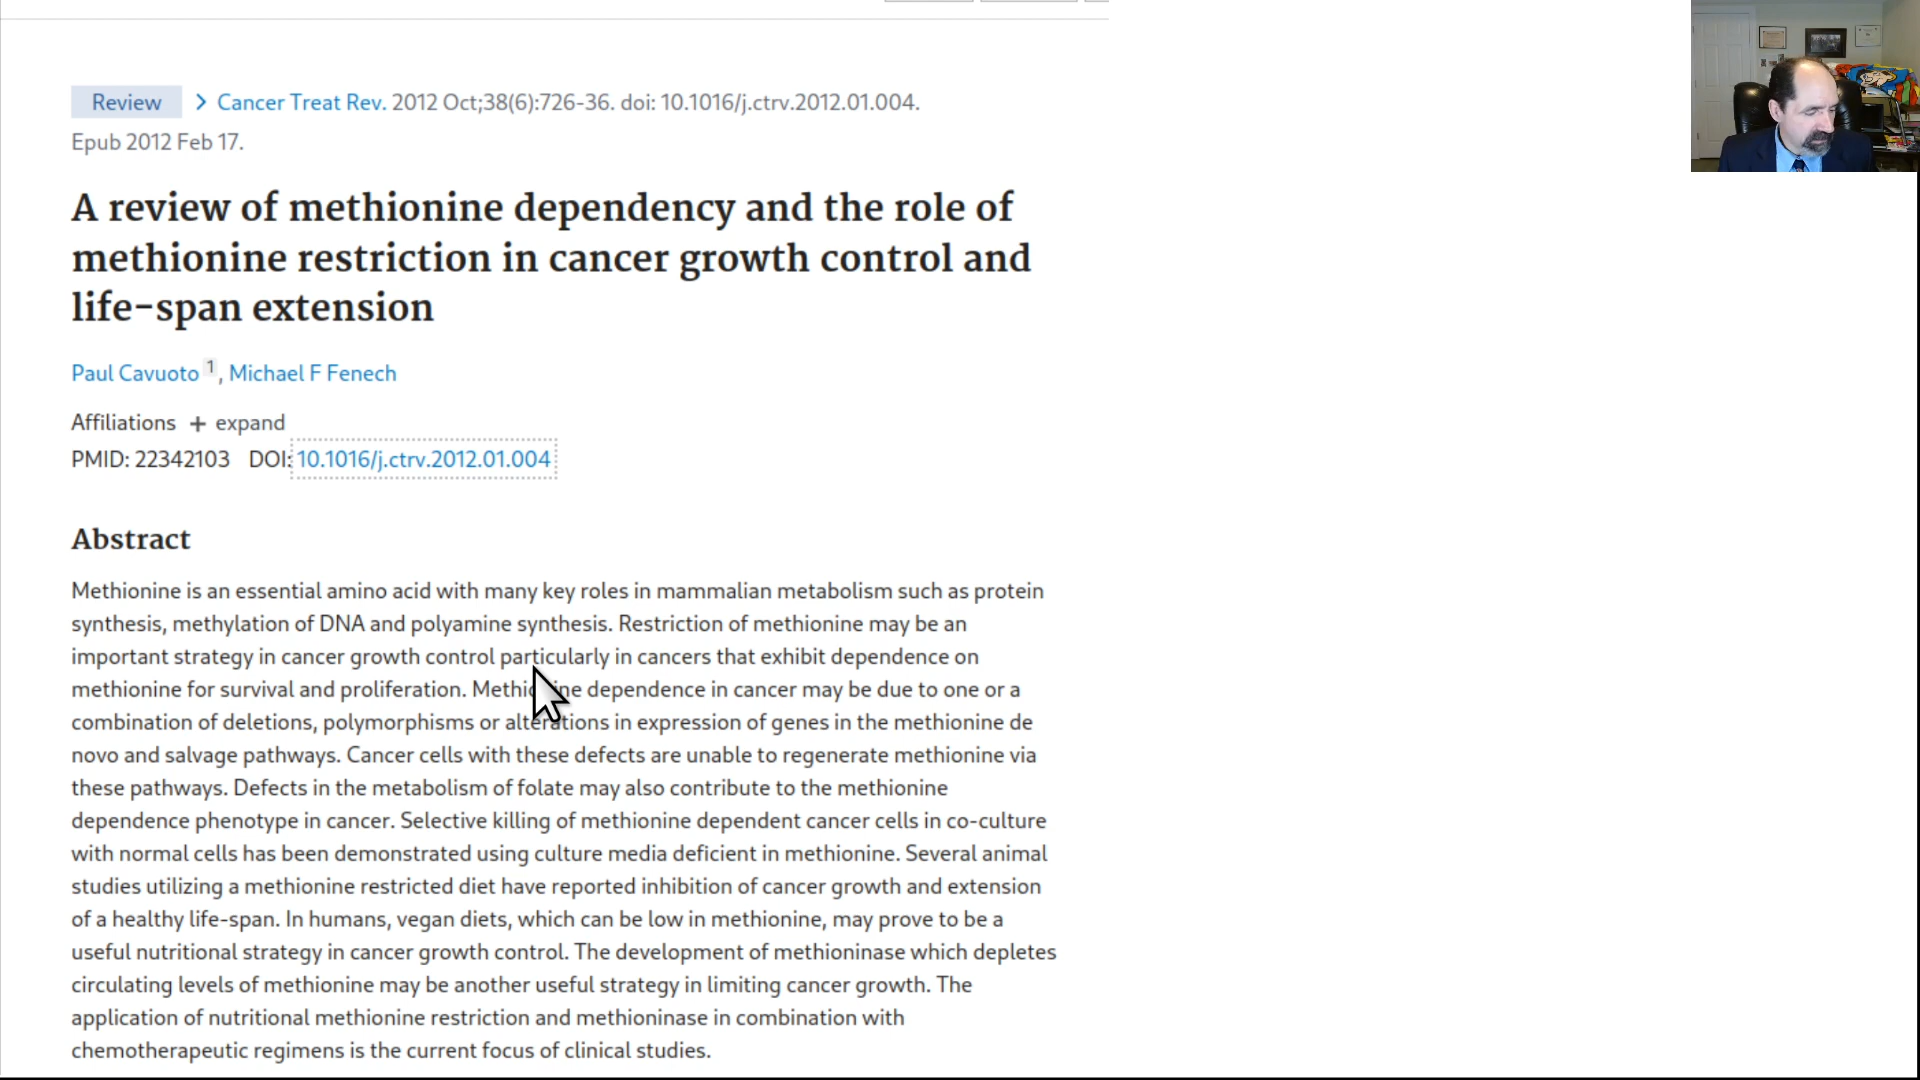 Review > Cancer Treat Rev. 2012 Oct;38(6):726-36. doi: 10.1016/j.ctrv.2012.01.004.
Epub 2012 Feb 17.
A review of methionine dependency and the role of
methionine restriction in cancer growth control and
life-span extension
Paul Cavuoto 1, Michael F Fenech
Affiliations + expand
PMID: 22342103 DOI: 10.1016/j.ctrv.2012.01.004
Abstract
Methionine is an essential amino acid with many key roles in mammalian metabolism such as protein
synthesis, methylation of DNA and polyamine synthesis. Restriction of methionine may be an
important strategy in cancer growth control particularly in cancers that exhibit dependence on
methionine for survival and proliferation. Methionine dependence in cancer may be due to one or a
combination of deletions, polymorphisms or alterations in expression of genes in the methionine de
novo and salvage pathways. Cancer cells with these defects are unable to regenerate methionine via
these pathways. Defects in the metabolism of folate may also contribute to the methionine
dependence phenotype in cancer. Selective killing of methionine dependent cancer cells in co-culture
with normal cells has been demonstrated using culture media deficient in methionine. Several animal
studies utilizing a methionine restricted diet have reported inhibition of cancer growth and extension
of a healthy life-span. In humans, vegan diets, which can be low in methionine, may prove to be a
useful nutritional strategy in cancer growth control. The development of methioninase which depletes
circulating levels of methionine may be another useful strategy in limiting cancer growth. The
application of nutritional methionine restriction and methioninase in combination with
chemotherapeutic regimens is the current focus of clinical studies.